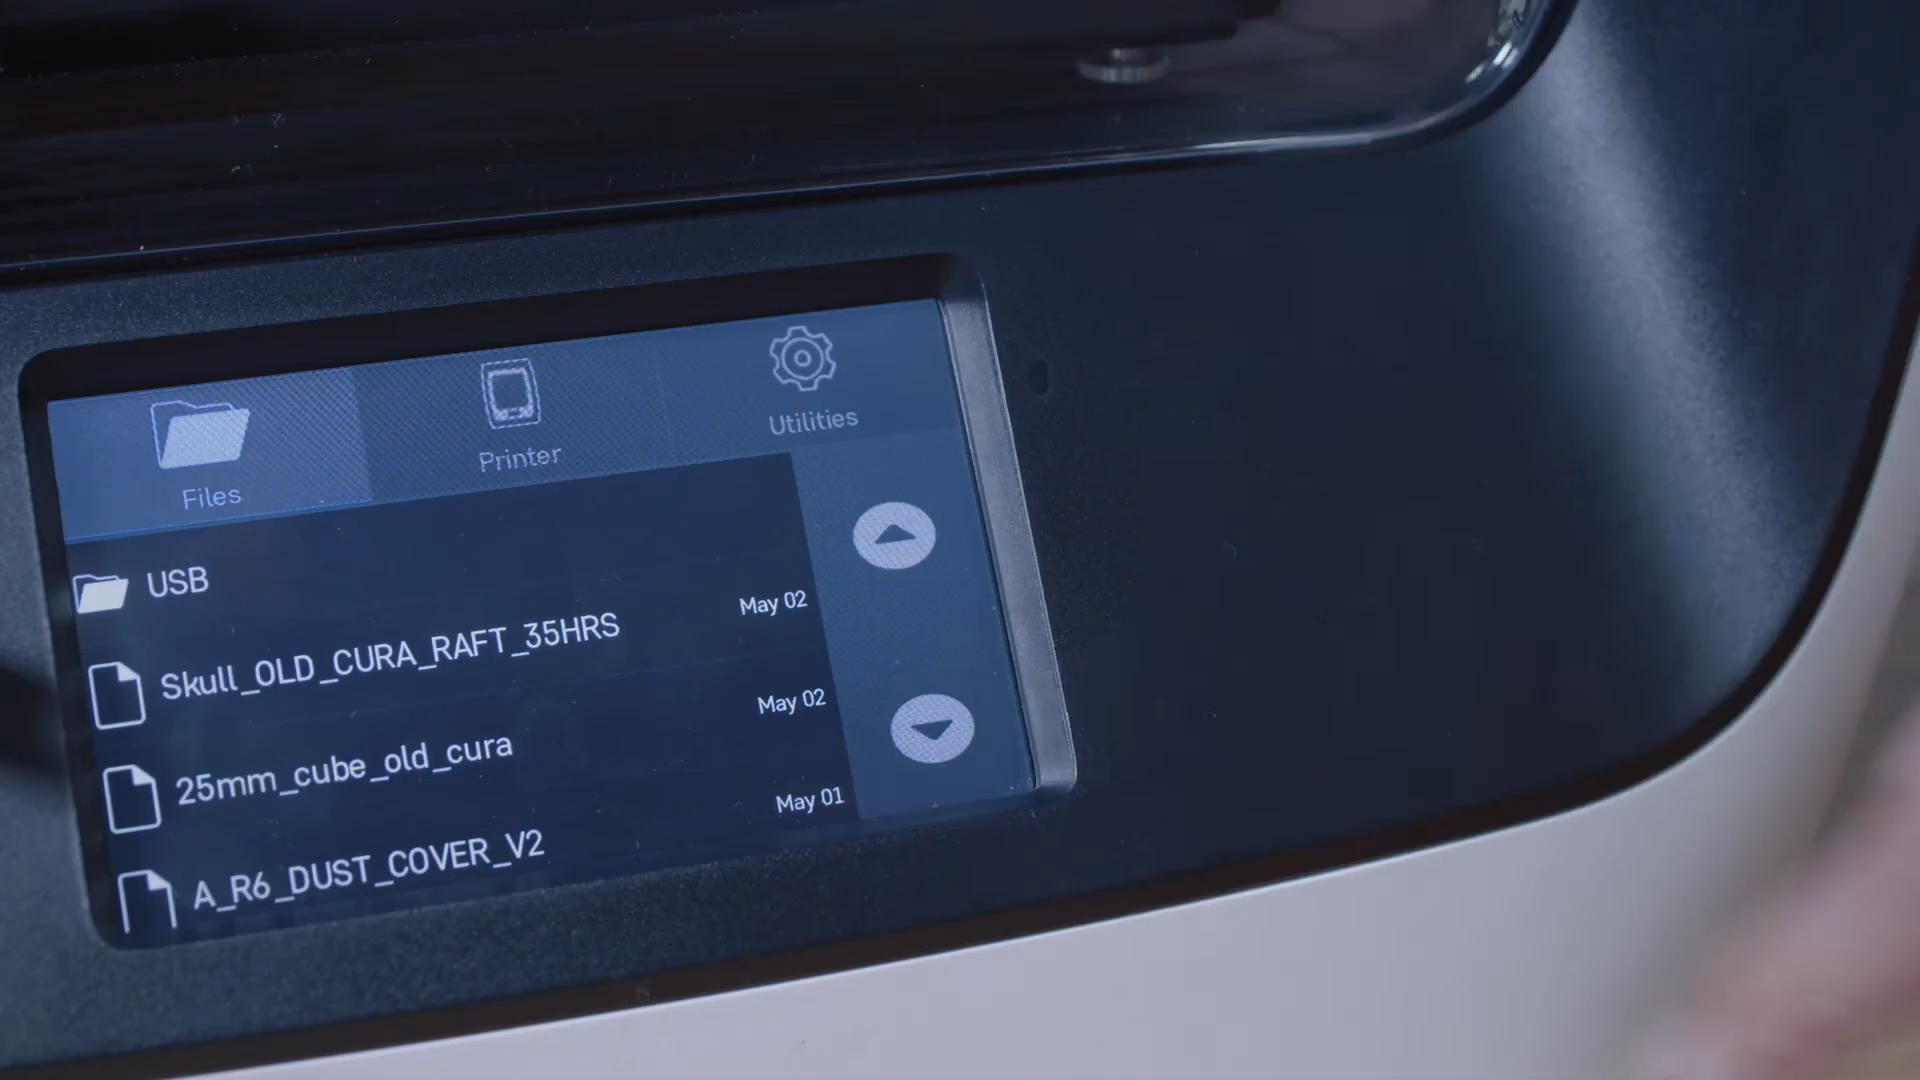 Files
Printer
Utilities
USB
Skull_OLD_CURA_RAFT_35HRS
May 02
25mm_cube_old_cura
May 02
A_R6_DUST_COVER_V2
May 01